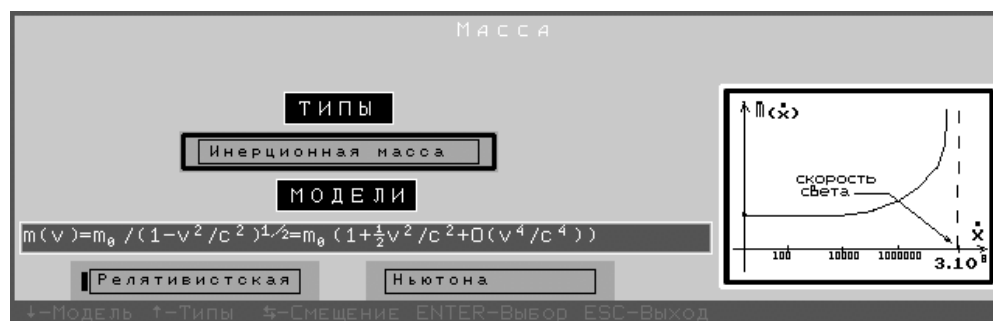 Масса
ТИПЫ
Инерционная масса
МОДЕЛИ
m(v)=m₀/(1-v²/c²)^1/2=m₀(1+½v²/c²+O(v⁴/c⁴))
Релятивистская
Ньютона
↓-Модель ↑-Типы ⇆-Смещение ENTER-Выбор ESC-Выход
m(ẋ)
скорость
света
ẋ
100 10000 1000000 3.10⁸